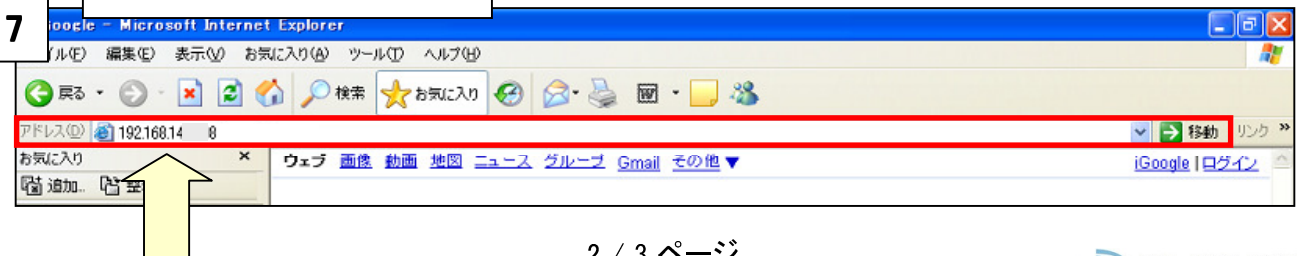 7
oogle - Microsoft Internet Explorer
イル(F) 編集(E) 表示(V) お気に入り(A) ツール(T) ヘルプ(H)
戻る 検索 お気に入り
アドレス(D) 192.168.14 8 移動 リンク »
お気に入り × ウェブ 画像 動画 地図 ニュース グループ Gmail その他▼ iGoogle | ログイン
追加...
2 / 3 ページ